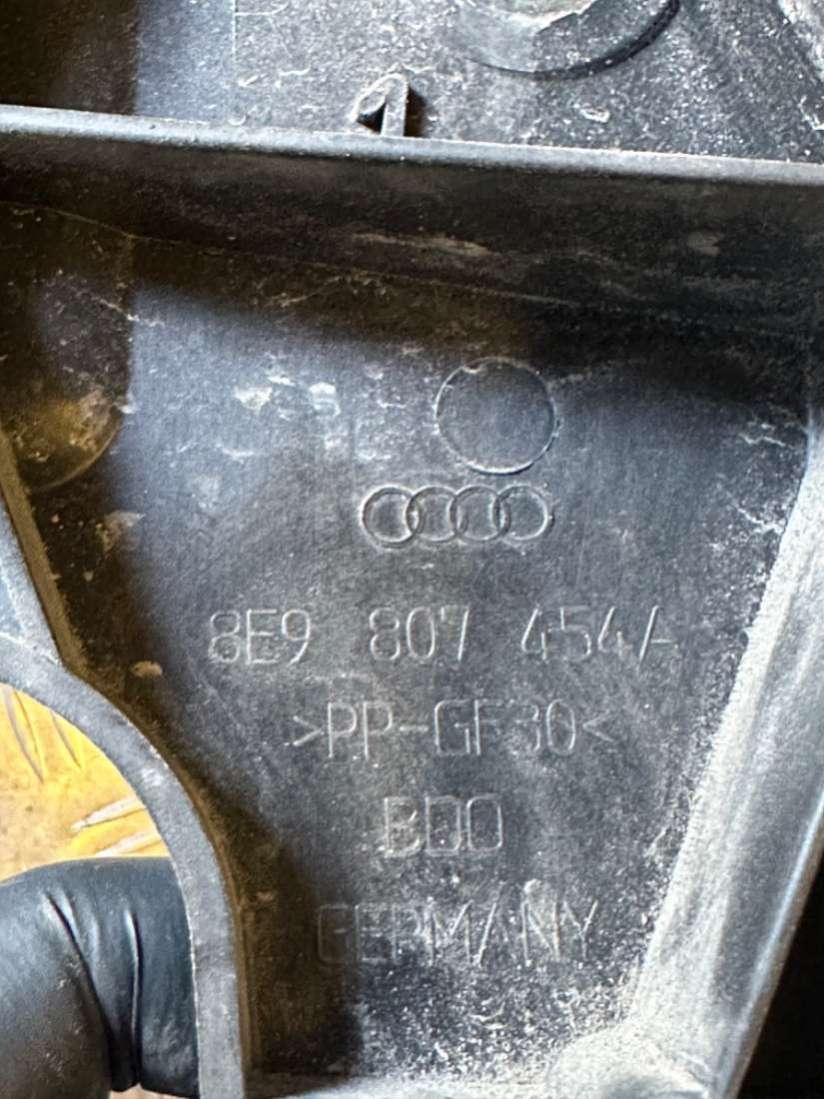 8E9 807 454A
>PP-GF30<
BDO
GERMANY